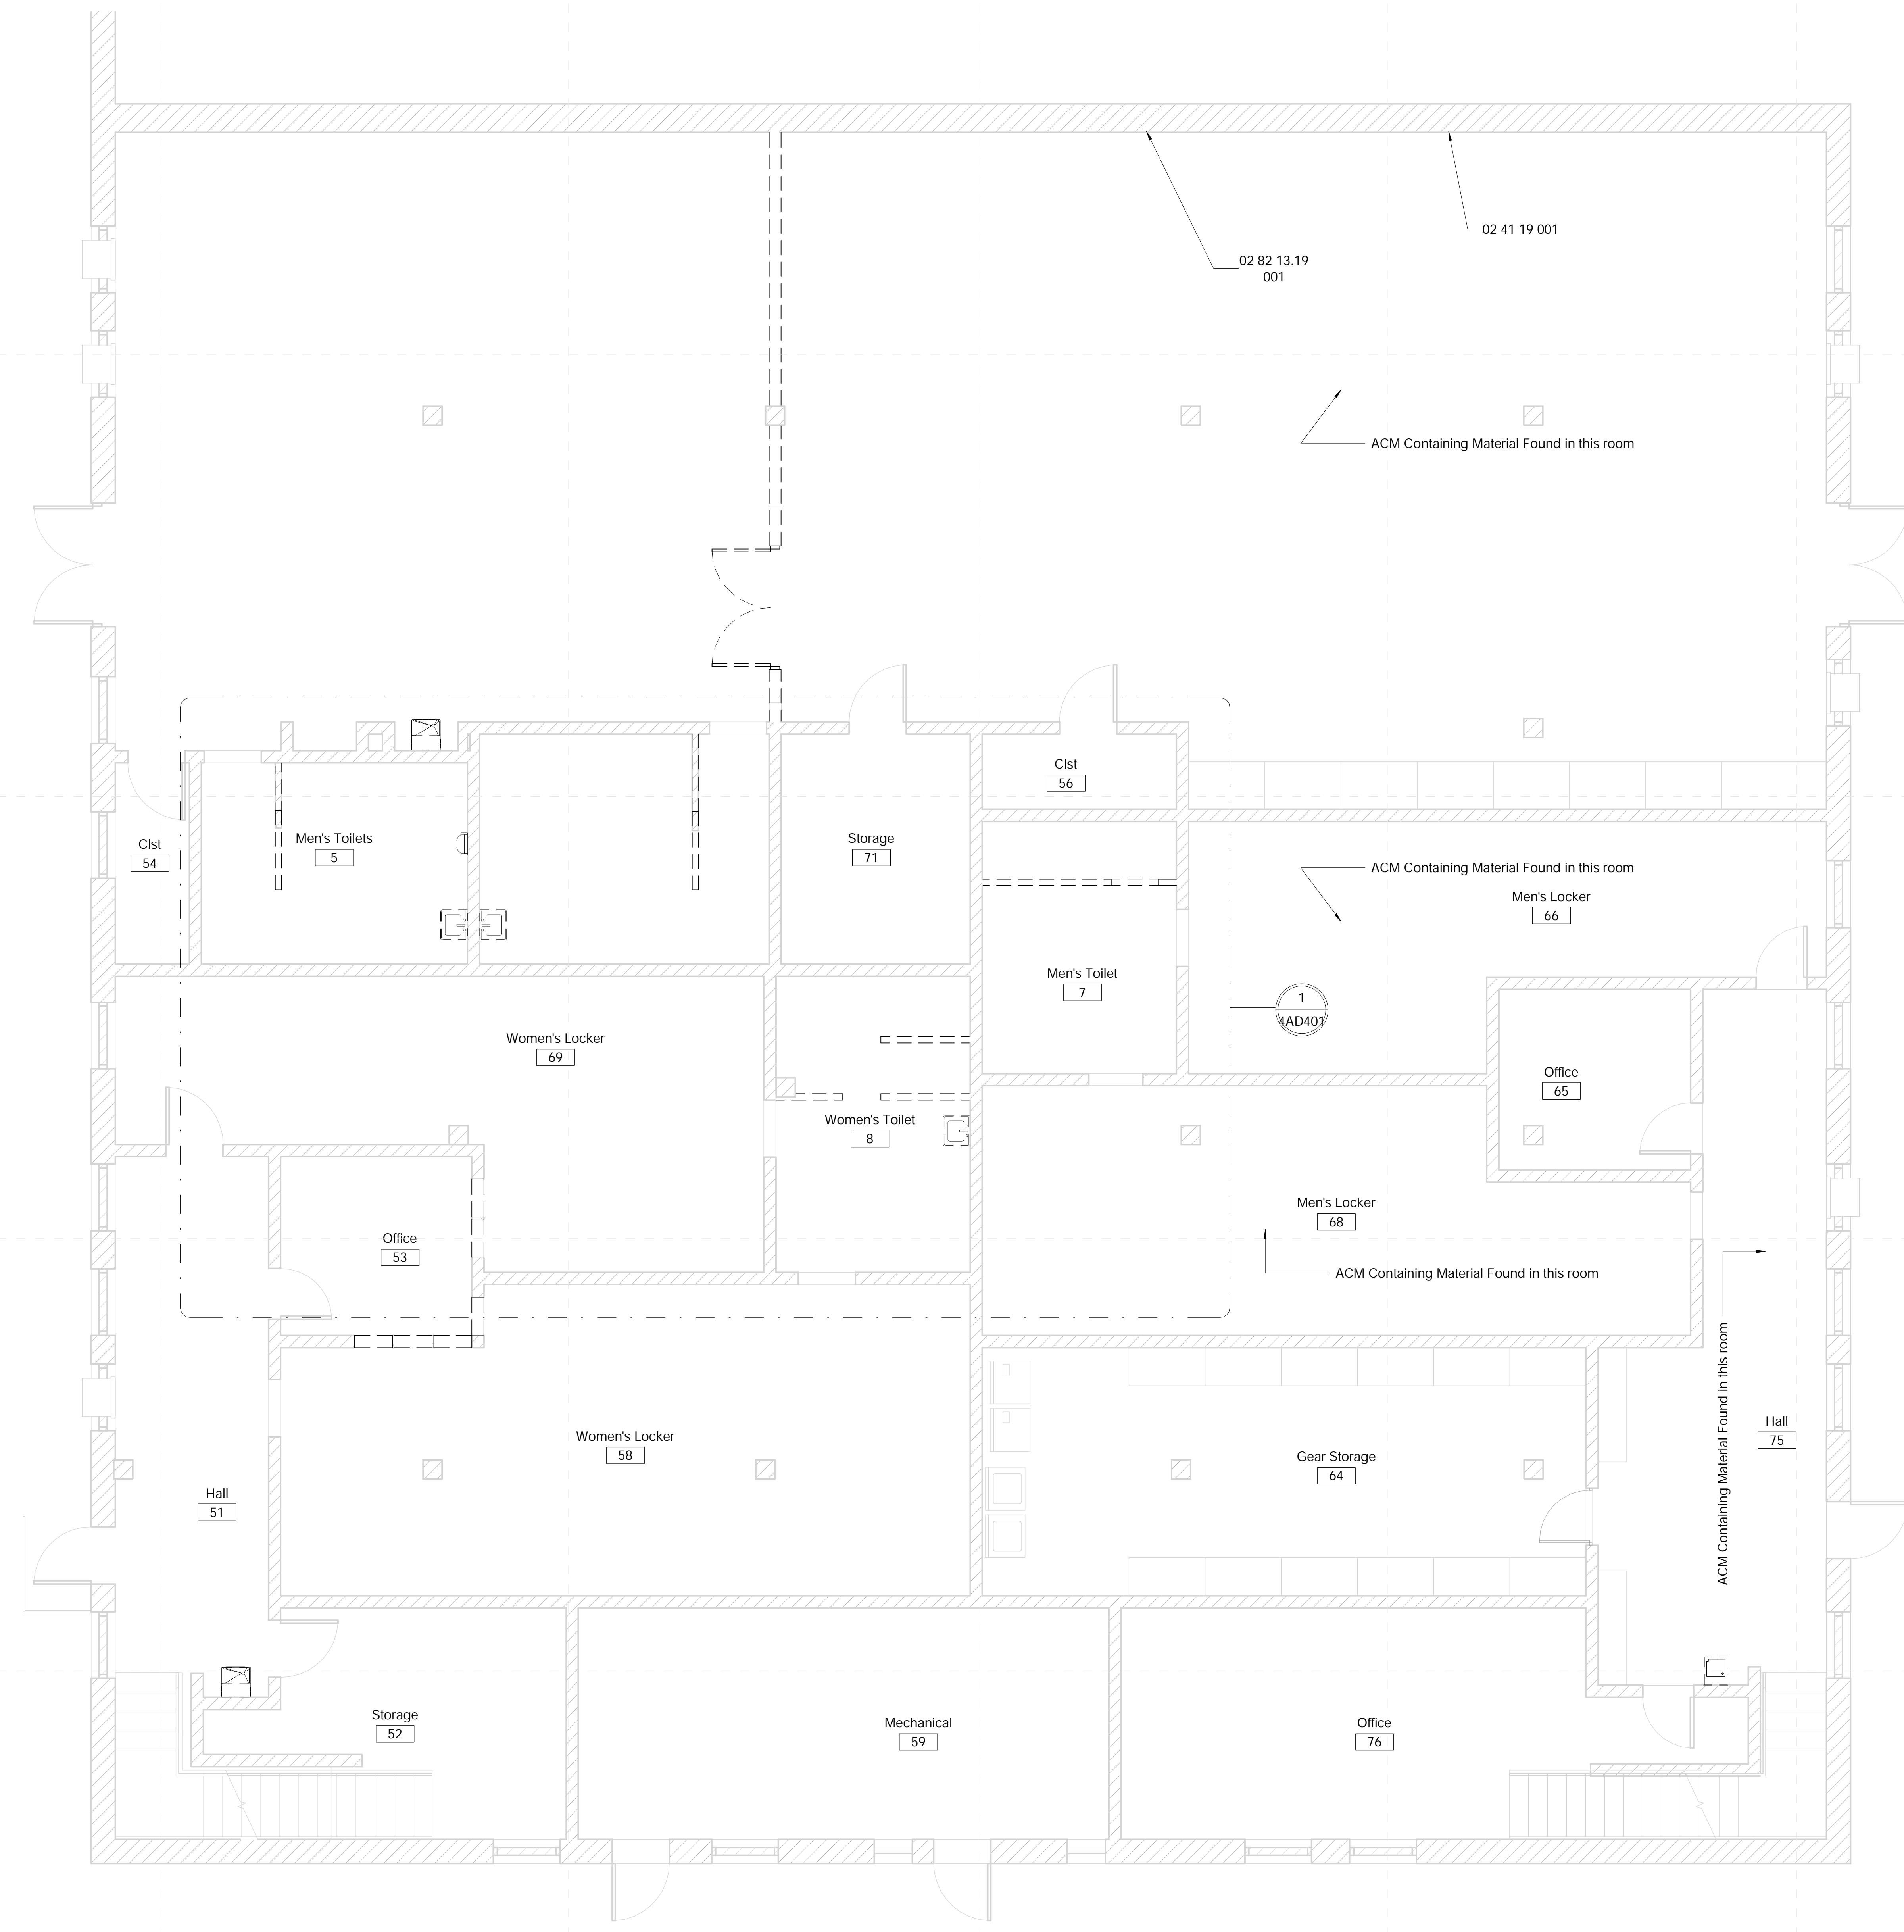 02 41 19 001
02 82 13.19
001
ACM Containing Material Found in this room
Clst
56
Clst
54
Men's Toilets
5
Storage
71
ACM Containing Material Found in this room
Men's Locker
66
Men's Toilet
7
1
4AD401
Women's Locker
69
Office
65
Women's Toilet
8
Men's Locker
68
Office
53
ACM Containing Material Found in this room
ACM Containing Material Found in this room
Hall
75
Women's Locker
58
Gear Storage
64
Hall
51
Storage
52
Mechanical
59
Office
76